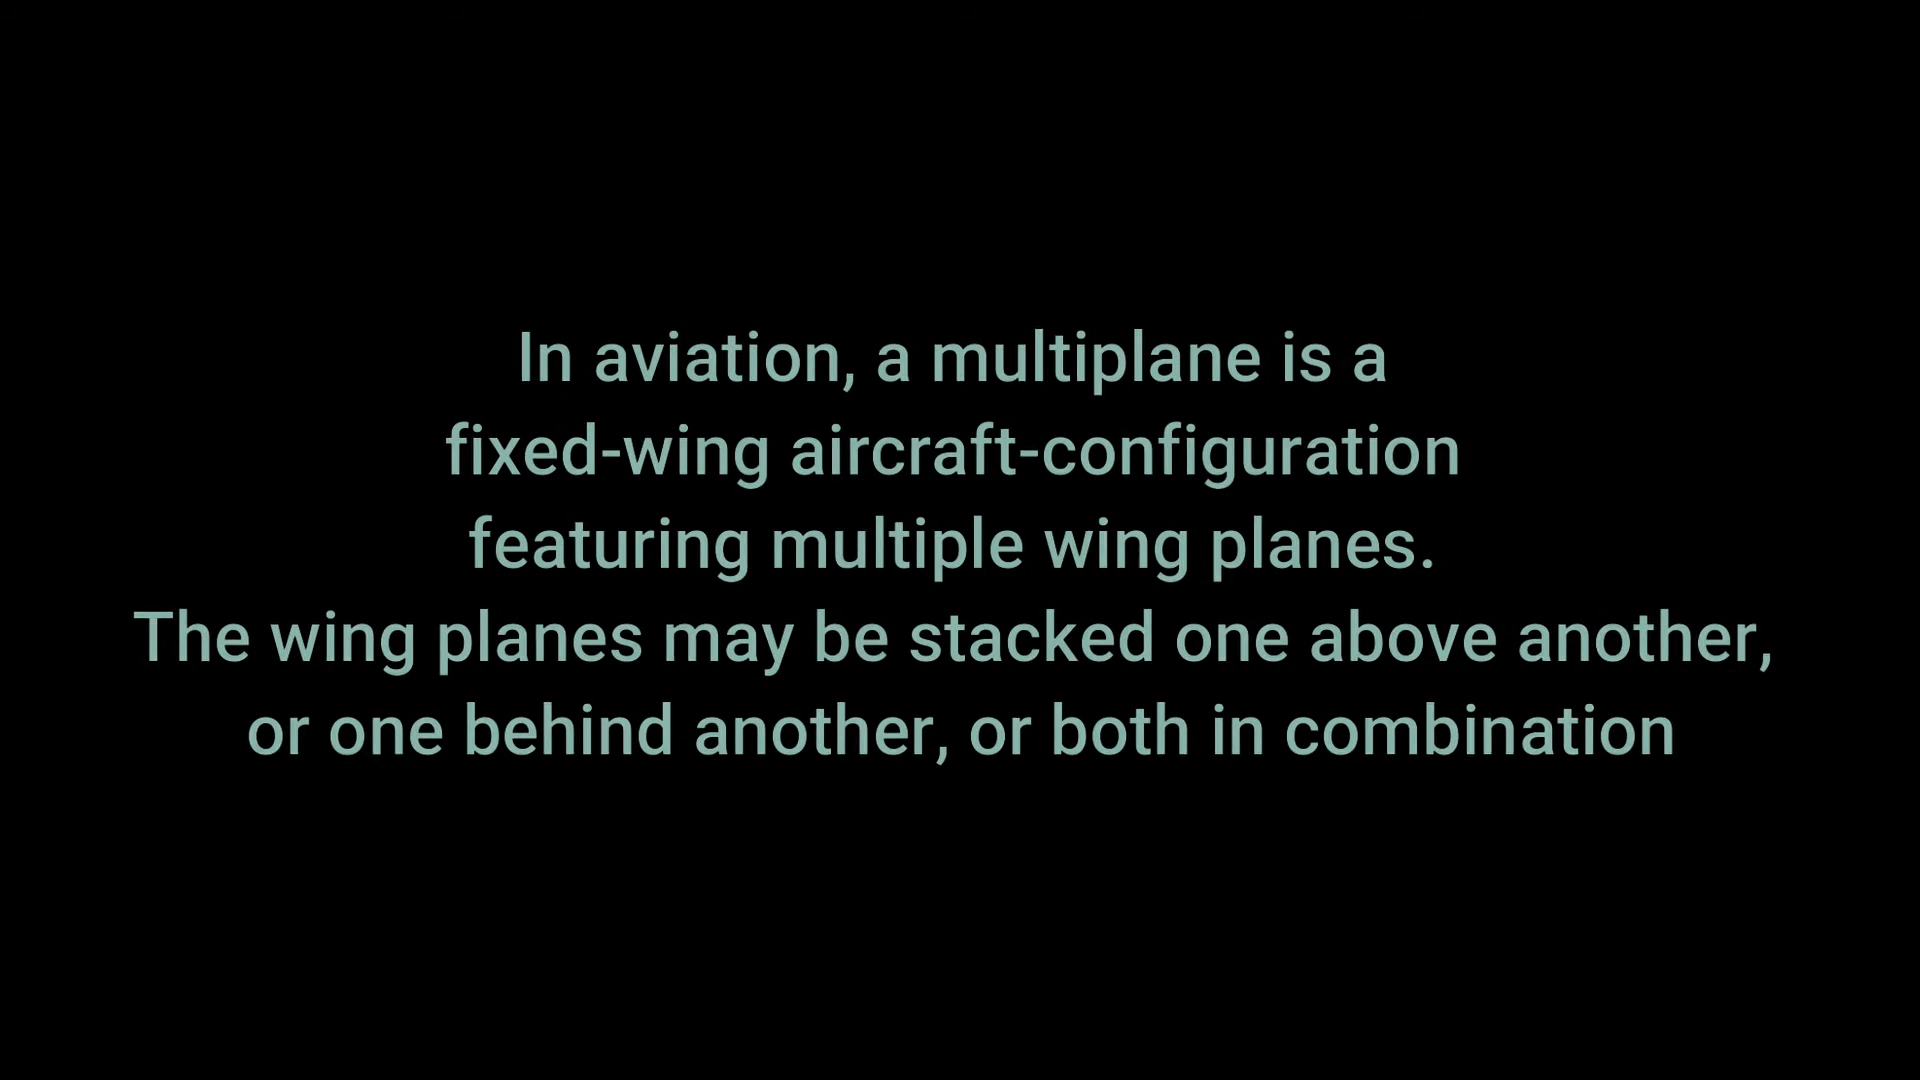 In aviation, a multiplane is a
fixed-wing aircraft-configuration
featuring multiple wing planes.
The wing planes may be stacked one above another,
or one behind another, or both in combination